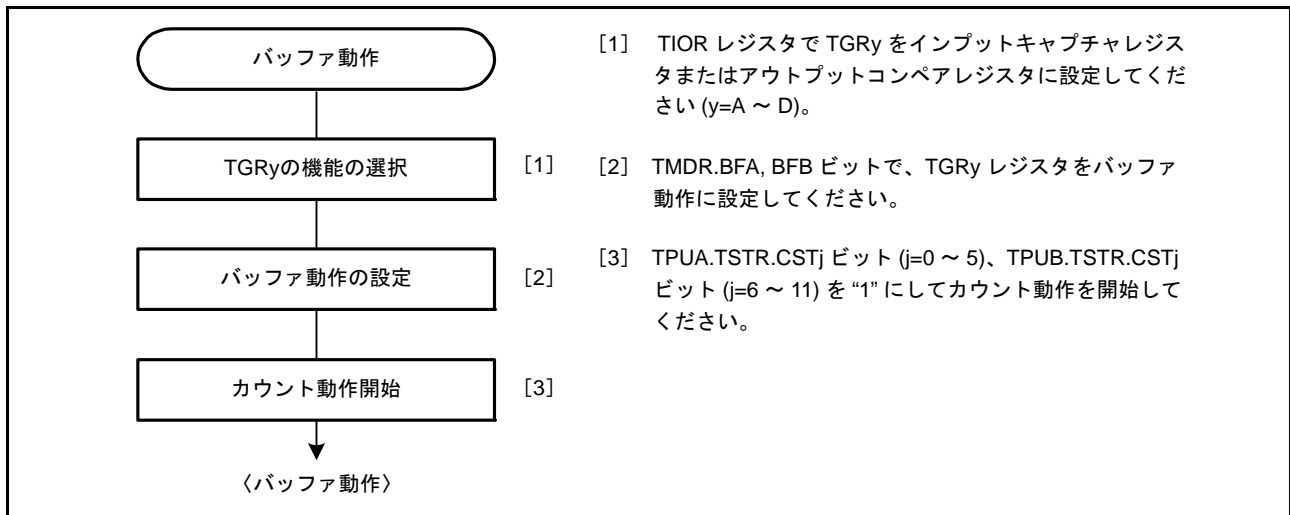 バッファ動作
TGRyの機能の選択 [1]
バッファ動作の設定 [2]
カウント動作開始 [3]
〈バッファ動作〉
[1] TIOR レジスタで TGRy をインプットキャプチャレジス
タまたはアウトプットコンペアレジスタに設定してくだ
さい (y=A ~ D)。
[2] TMDR.BFA, BFB ビットで、TGRy レジスタをバッファ
動作に設定してください。
[3] TPUA.TSTR.CSTj ビット (j=0 ~ 5)、TPUB.TSTR.CSTj
ビット (j=6 ~ 11) を “1” にしてカウント動作を開始して
ください。